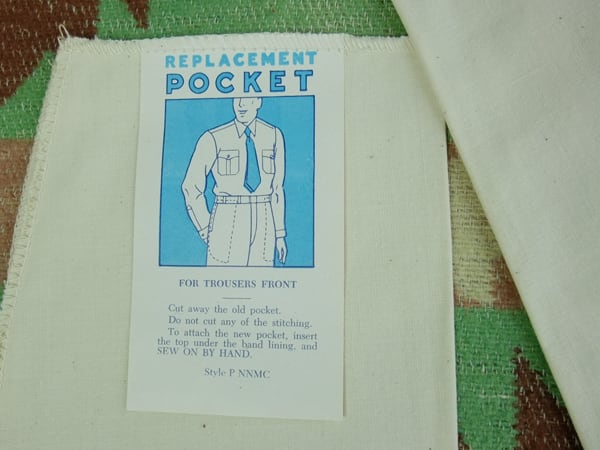 REPLACEMENT
POCKET
FOR TROUSERS FRONT
Cut away the old pocket.
Do not cut any of the stitching.
To attach the new pocket, insert
the top under the band lining, and
SEW ON BY HAND.
Style P NNMC